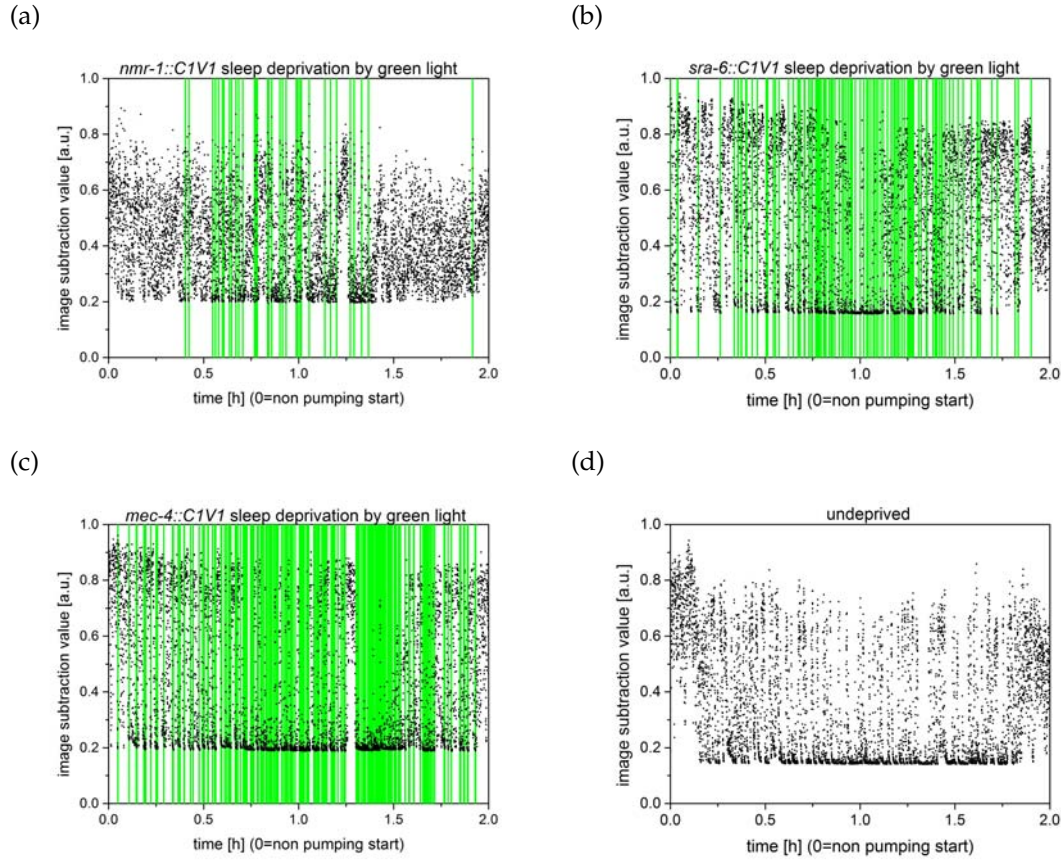 (a)
nmr-1::C1V1 sleep deprivation by green light
image subtraction value [a.u.]
1.0
0.8
0.6
0.4
0.2
0.0
0.0 0.5 1.0 1.5 2.0
time [h] (0=non pumping start)
(b)
sra-6::C1V1 sleep deprivation by green light
image subtraction value [a.u.]
1.0
0.8
0.6
0.4
0.2
0.0
0.0 0.5 1.0 1.5 2.0
time [h] (0=non pumping start)
(c)
mec-4::C1V1 sleep deprivation by green light
image subtraction value [a.u.]
1.0
0.8
0.6
0.4
0.2
0.0
0.0 0.5 1.0 1.5 2.0
time [h] (0=non pumping start)
(d)
undeprived
image subtraction value [a.u.]
1.0
0.8
0.6
0.4
0.2
0.0
0.0 0.5 1.0 1.5 2.0
time [h] (0=non pumping start)